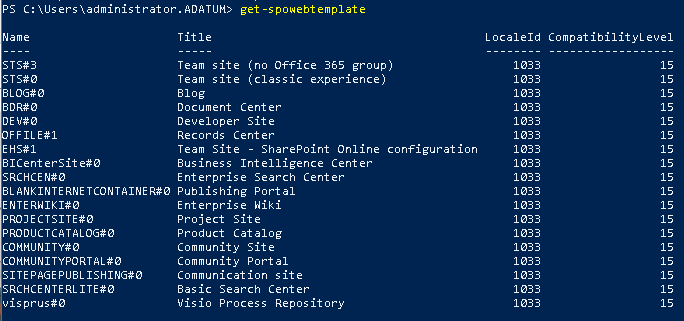 PS C:\Users\administrator.ADATUM> get-spowebtemplate
Name Title LocaleId CompatibilityLevel
---- ----- -------- ------------------
STS#3 Team site (no Office 365 group) 1033 15
STS#0 Team site (classic experience) 1033 15
BLOG#0 Blog 1033 15
BDR#0 Document Center 1033 15
DEV#0 Developer Site 1033 15
OFFILE#1 Records Center 1033 15
EHS#1 Team Site - SharePoint Online configuration 1033 15
BICenterSite#0 Business Intelligence Center 1033 15
SRCHCEN#0 Enterprise Search Center 1033 15
BLANKINTERNETCONTAINER#0 Publishing Portal 1033 15
ENTERWIKI#0 Enterprise Wiki 1033 15
PROJECTSITE#0 Project Site 1033 15
PRODUCTCATALOG#0 Product Catalog 1033 15
COMMUNITY#0 Community Site 1033 15
COMMUNITYPORTAL#0 Community Portal 1033 15
SITEPAGEPUBLISHING#0 Communication site 1033 15
SRCHCENTERLITE#0 Basic Search Center 1033 15
visprus#0 Visio Process Repository 1033 15